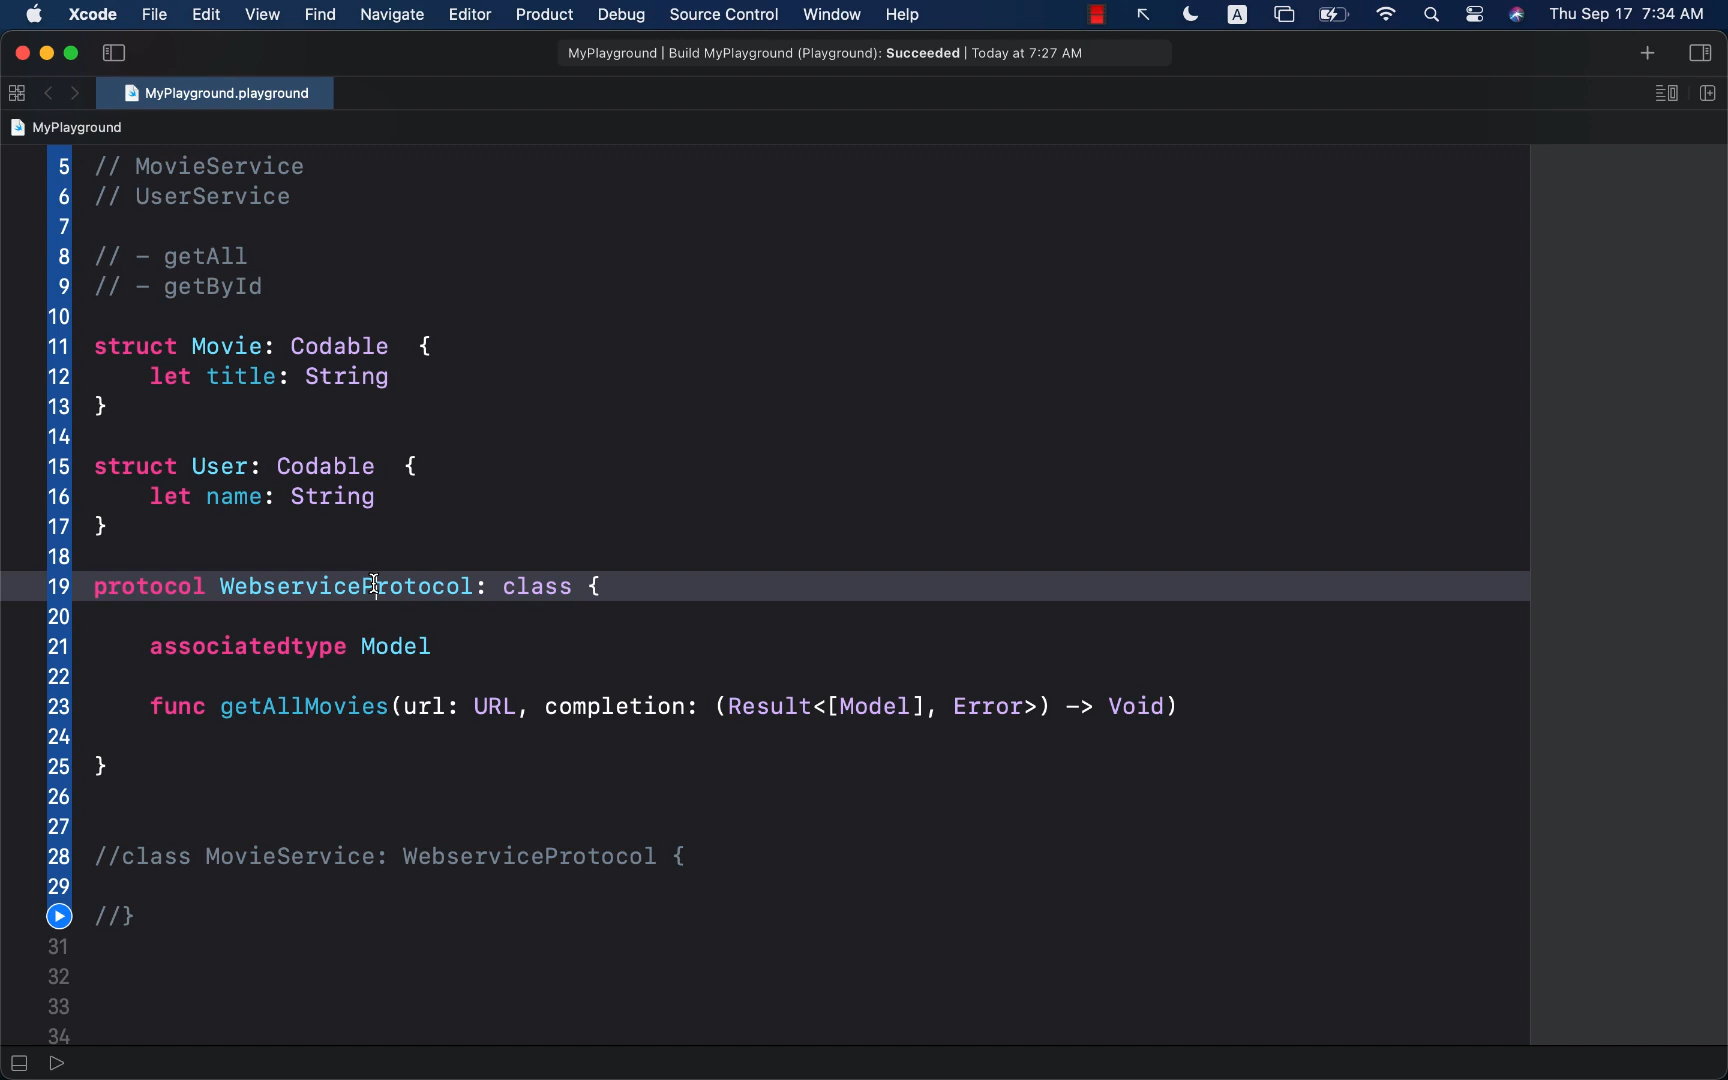 Xcode File Edit View Find Navigate Editor Product Debug Source Control Window Help A Thu Sep 17 7:34 AM
MyPlayground | Build MyPlayground (Playground): Succeeded | Today at 7:27 AM
MyPlayground.playground
MyPlayground
5 // MovieService
6 // UserService
7
8 // - getAll
9 // - getById
10
11 struct Movie: Codable {
12 let title: String
13 }
14
15 struct User: Codable {
16 let name: String
17 }
18
19 protocol WebserviceProtocol: class {
20
21 associatedtype Model
22
23 func getAllMovies(url: URL, completion: (Result<[Model], Error>) -> Void)
24
25 }
26
27
28 //class MovieService: WebserviceProtocol {
29
//}
31
32
33
34